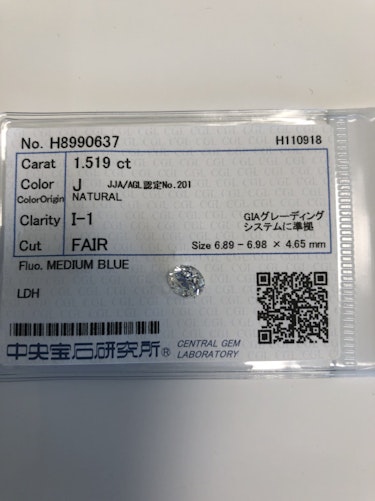 No. H8990637 H110918
Carat 1.519 ct
Color J JJA/AGL認定No.201
ColorOrigin NATURAL
Clarity I-1 GIAグレーディング
システムに準拠
Cut FAIR Size 6.89 - 6.98 × 4.65 mm
Fluo. MEDIUM BLUE
LDH
中央宝石研究所® CENTRAL GEM
LABORATORY